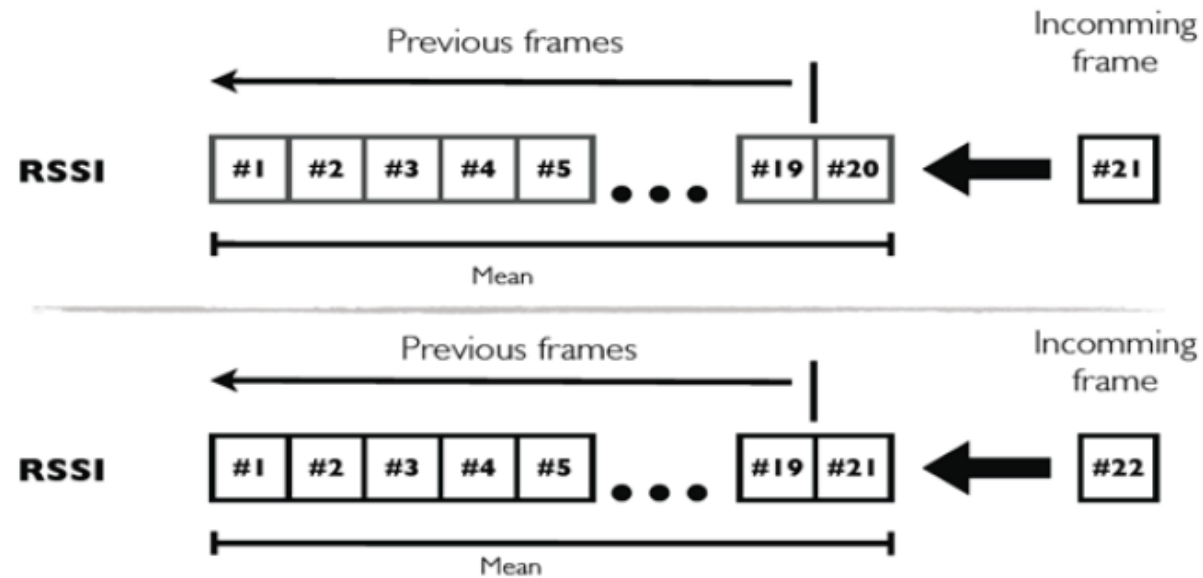 Previous frames
Incomming
frame
RSSI #1 #2 #3 #4 #5 ●●● #19 #20 #21
Mean
Previous frames
Incomming
frame
RSSI #1 #2 #3 #4 #5 ●●● #19 #21 #22
Mean